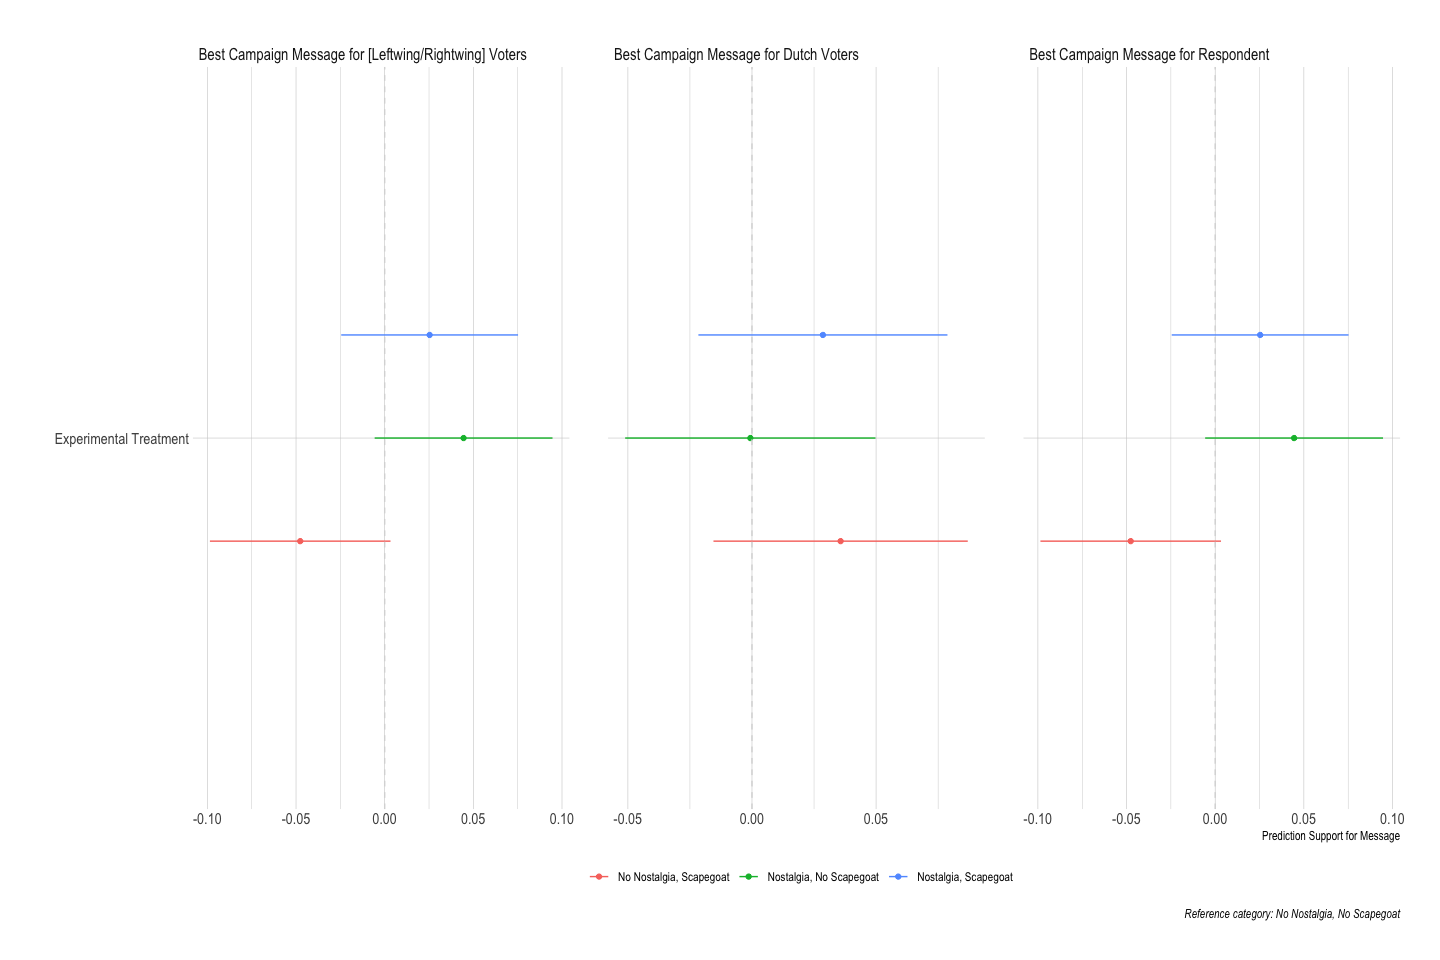 Best Campaign Message for [Leftwing/Rightwing] Voters
Best Campaign Message for Dutch Voters
Best Campaign Message for Respondent
Experimental Treatment
-0.10 -0.05 0.00 0.05 0.10
-0.05 0.00 0.05
-0.10 -0.05 0.00 0.05 0.10
Prediction Support for Message
No Nostalgia, Scapegoat
Nostalgia, No Scapegoat
Nostalgia, Scapegoat
Reference category: No Nostalgia, No Scapegoat